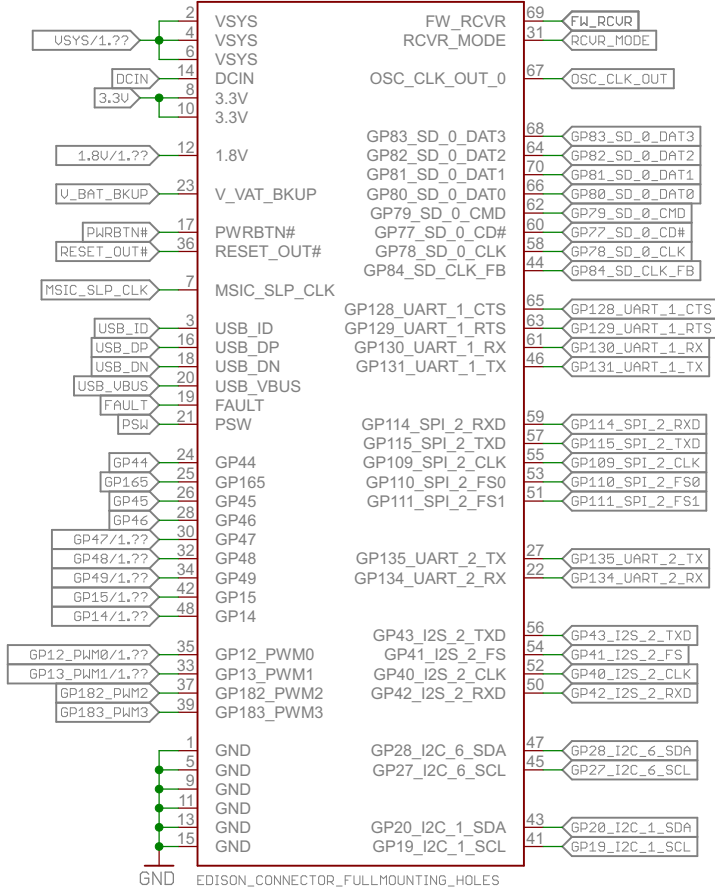 2 VSYS FW_RCVR 69 FW_RCVR
VSYS/1.?? 4 VSYS RCVR_MODE 31 RCVR_MODE
6 VSYS
DCIN 14 DCIN OSC_CLK_OUT_0 67 OSC_CLK_OUT
3.3V 8 3.3V
10 3.3V
GP83_SD_0_DAT3 68 GP83_SD_0_DAT3
1.8V/1.?? 12 1.8V GP82_SD_0_DAT2 64 GP82_SD_0_DAT2
GP81_SD_0_DAT1 70 GP81_SD_0_DAT1
V_BAT_BKUP 23 V_VAT_BKUP GP80_SD_0_DAT0 66 GP80_SD_0_DAT0
GP79_SD_0_CMD 62 GP79_SD_0_CMD
PWRBTN# 17 PWRBTN# GP77_SD_0_CD# 60 GP77_SD_0_CD#
RESET_OUT# 36 RESET_OUT# GP78_SD_0_CLK 58 GP78_SD_0_CLK
GP84_SD_CLK_FB 44 GP84_SD_CLK_FB
MSIC_SLP_CLK 7 MSIC_SLP_CLK
GP128_UART_1_CTS 65 GP128_UART_1_CTS
USB_ID 3 USB_ID GP129_UART_1_RTS 63 GP129_UART_1_RTS
USB_DP 16 USB_DP GP130_UART_1_RX 61 GP130_UART_1_RX
USB_DN 18 USB_DN GP131_UART_1_TX 46 GP131_UART_1_TX
USB_VBUS 20 USB_VBUS
FAULT 19 FAULT
PSW 21 PSW GP114_SPI_2_RXD 59 GP114_SPI_2_RXD
GP115_SPI_2_TXD 57 GP115_SPI_2_TXD
GP44 24 GP44 GP109_SPI_2_CLK 55 GP109_SPI_2_CLK
GP165 25 GP165 GP110_SPI_2_FS0 53 GP110_SPI_2_FS0
GP45 26 GP45 GP111_SPI_2_FS1 51 GP111_SPI_2_FS1
GP46 28 GP46
GP47/1.?? 30 GP47
GP48/1.?? 32 GP48 GP135_UART_2_TX 27 GP135_UART_2_TX
GP49/1.?? 34 GP49 GP134_UART_2_RX 22 GP134_UART_2_RX
GP15/1.?? 42 GP15
GP14/1.?? 48 GP14
GP43_I2S_2_TXD 56 GP43_I2S_2_TXD
GP12_PWM0/1.?? 35 GP12_PWM0 GP41_I2S_2_FS 54 GP41_I2S_2_FS
GP13_PWM1/1.?? 33 GP13_PWM1 GP40_I2S_2_CLK 52 GP40_I2S_2_CLK
GP182_PWM2 37 GP182_PWM2 GP42_I2S_2_RXD 50 GP42_I2S_2_RXD
GP183_PWM3 39 GP183_PWM3
1 GND GP28_I2C_6_SDA 47 GP28_I2C_6_SDA
5 GND GP27_I2C_6_SCL 45 GP27_I2C_6_SCL
9 GND
11 GND
13 GND GP20_I2C_1_SDA 43 GP20_I2C_1_SDA
15 GND GP19_I2C_1_SCL 41 GP19_I2C_1_SCL
GND EDISON_CONNECTOR_FULLMOUNTING_HOLES